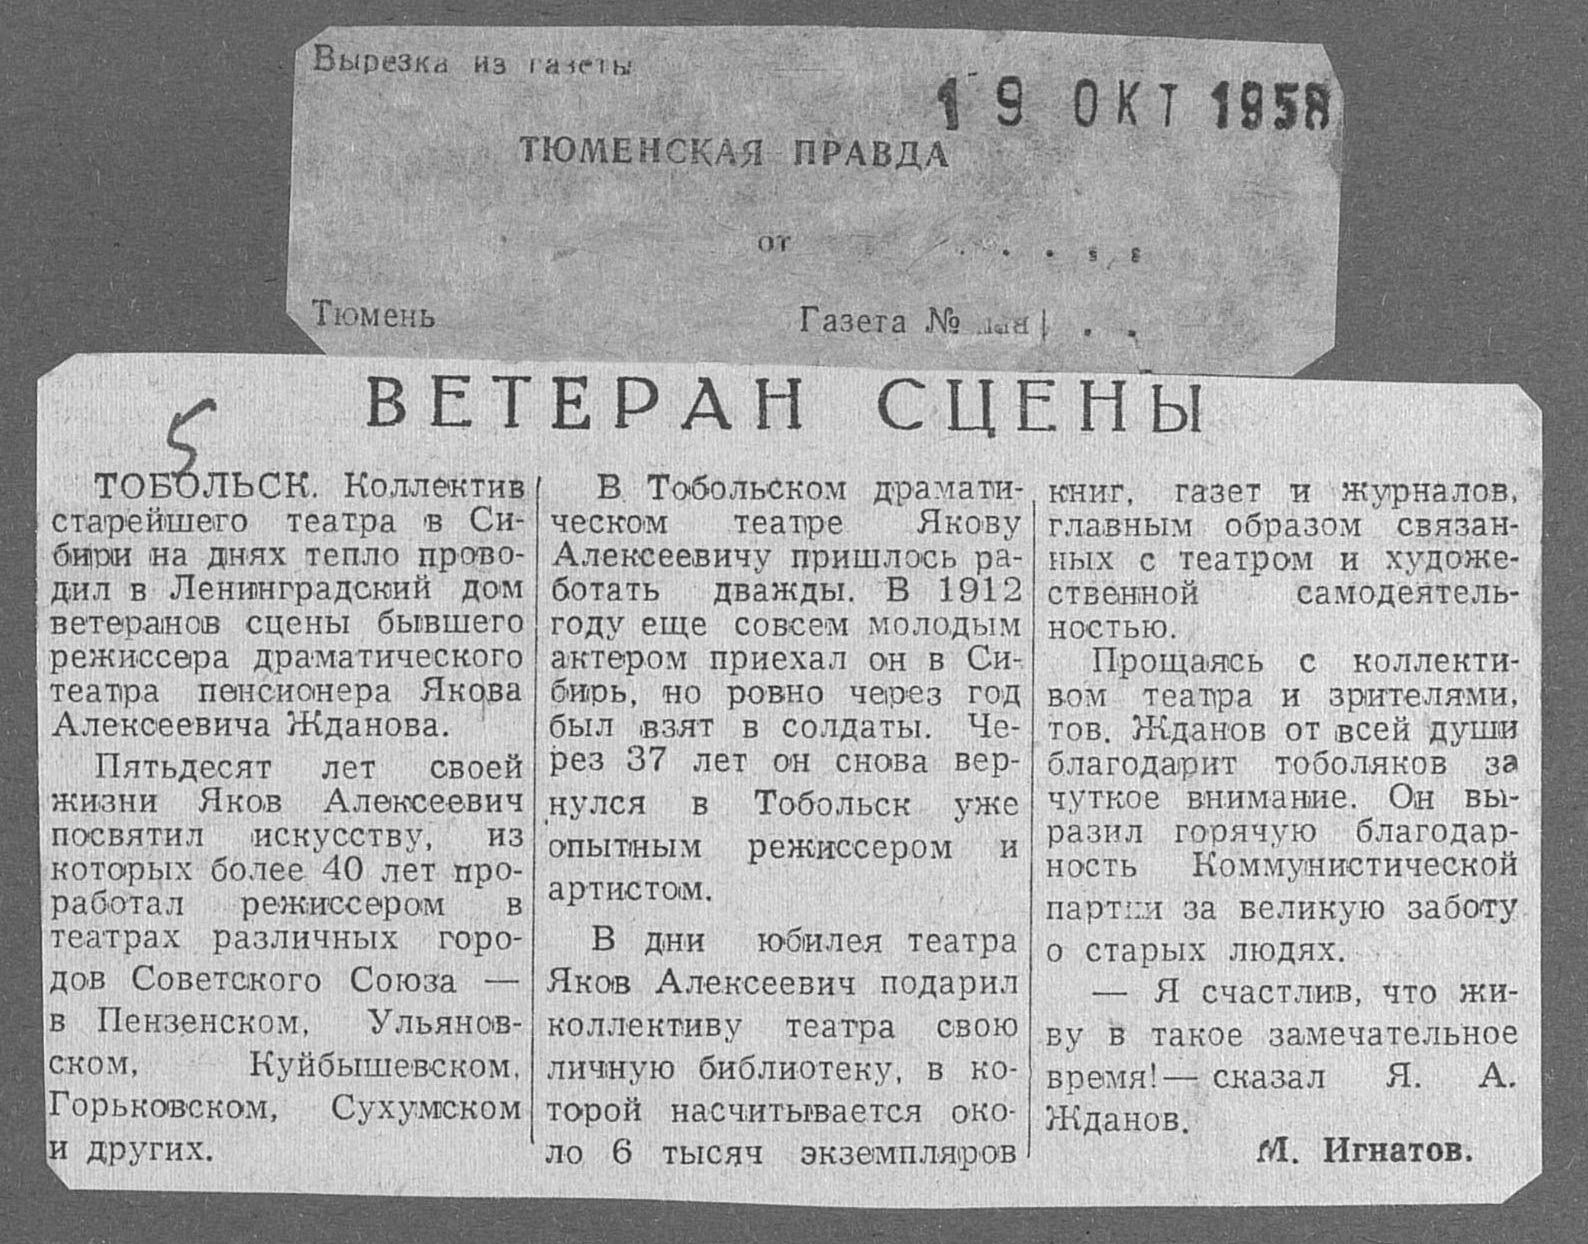 Вырезка из газеты
19 ОКТ 1958
ТЮМЕНСКАЯ ПРАВДА
от
Тюмень
Газета №
ВЕТЕРАН СЦЕНЫ
5
ТОБОЛЬСК. Коллектив
старейшего театра в Си-
бири на днях тепло прово-
дил в Ленинградский дом
ветеранов сцены бывшего
режиссера драматического
театра пенсионера Якова
Алексеевича Жданова.
Пятьдесят лет своей
жизни Яков Алексеевич
посвятил искусству, из
которых более 40 лет про-
работал режиссером в
театрах различных горо-
дов Советского Союза —
в Пензенском, Ульянов-
ском, Куйбышевском,
Горьковском, Сухумском
и других.
В Тобольском драмати-
ческом театре Якову
Алексеевичу пришлось ра-
ботать дважды. В 1912
году еще совсем молодым
актером приехал он в Си-
бирь, но ровно через год
был взят в солдаты. Че-
рез 37 лет он снова вер-
нулся в Тобольск уже
опытным режиссером и
артистом.
В дни юбилея театра
Яков Алексеевич подарил
коллективу театра свою
личную библиотеку, в ко-
торой насчитывается око-
ло 6 тысяч экземпляров
книг, газет и журналов,
главным образом связан-
ных с театром и художе-
ственной самодеятель-
ностью.
Прощаясь с коллекти-
вом театра и зрителями,
тов. Жданов от всей души
благодарит тоболяков за
чуткое внимание. Он вы-
разил горячую благодар-
ность Коммунистической
партии за великую заботу
о старых людях.
— Я счастлив, что жи-
ву в такое замечательное
время!— сказал Я. А.
Жданов.
М. Игнатов.